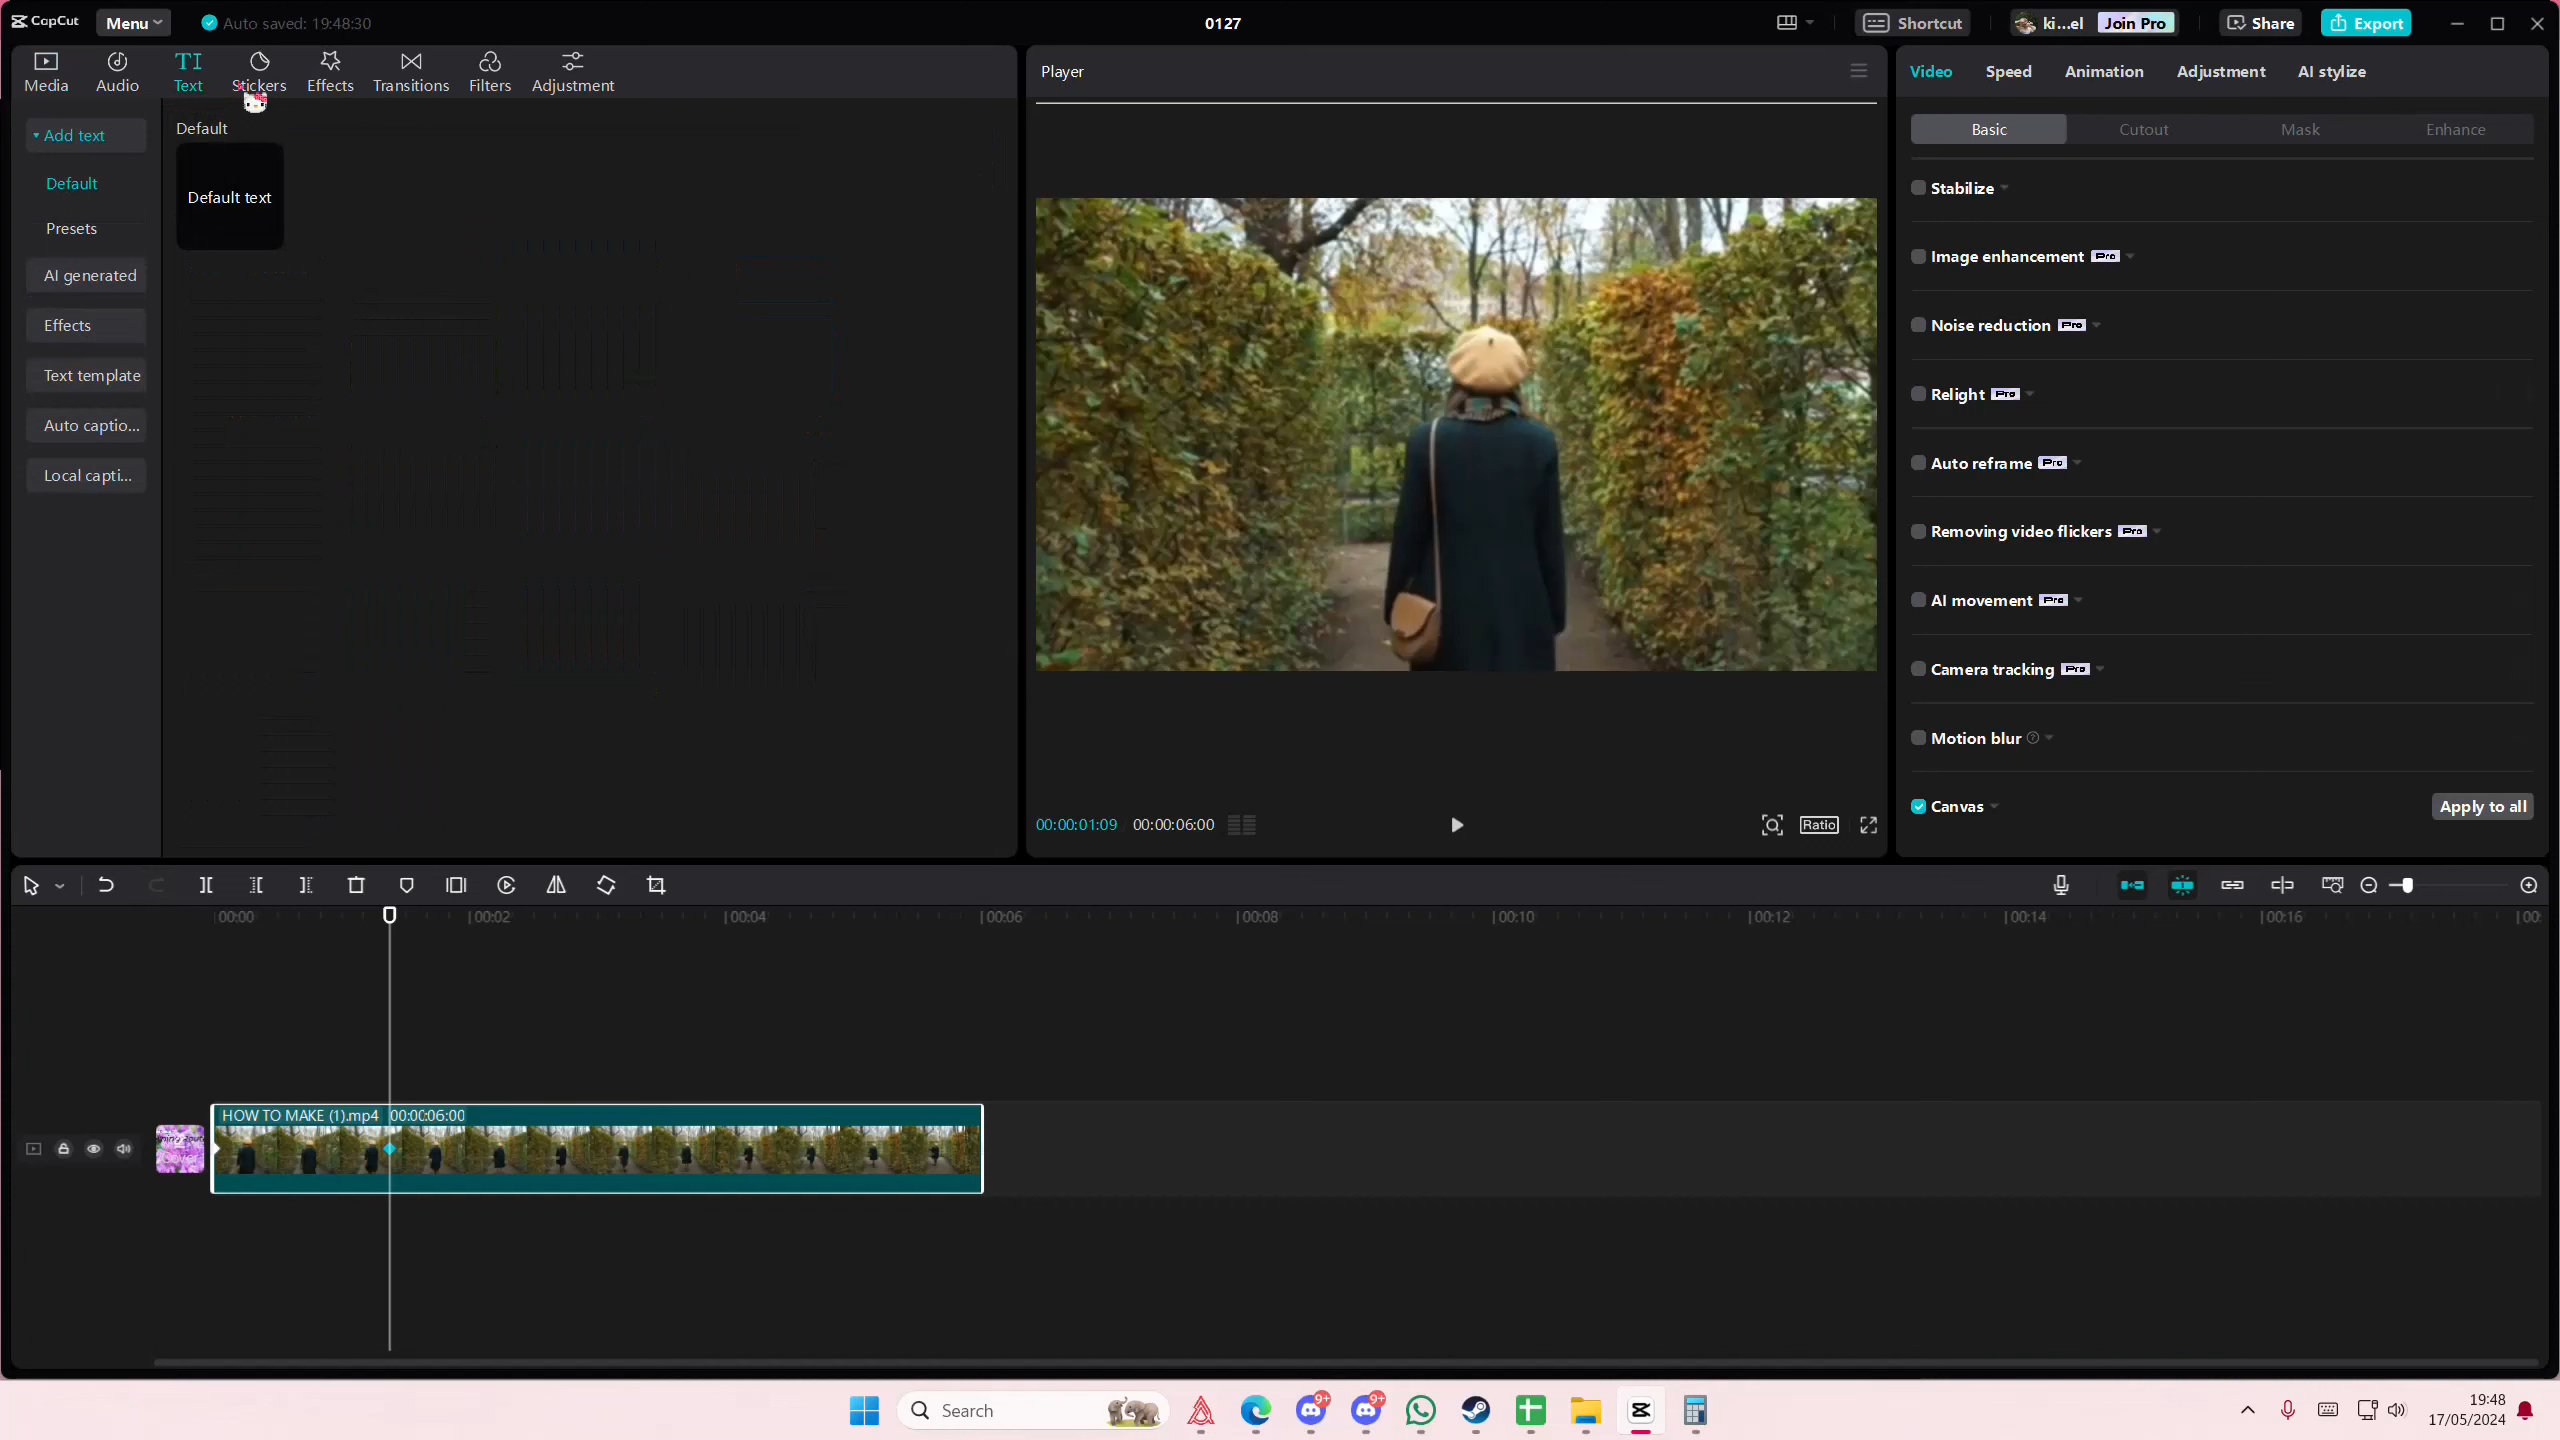 CapCut
Menu
Auto saved: 19:48:30
0127
Shortcut
ki...el
Join Pro
Share
Export
Media
Audio
TI
Text
Stickers
Effects
Transitions
Filters
Adjustment
Player
Video
Speed
Animation
Adjustment
AI stylize
Add text
Default
Presets
AI generated
Effects
Text template
Auto captio...
Local capti...
Default
Default text
Basic
Cutout
Mask
Enhance
Stabilize
Image enhancement Pro
Noise reduction Pro
Relight Pro
Auto reframe Pro
Removing video flickers Pro
AI movement Pro
Camera tracking Pro
Motion blur ?
Canvas
Apply to all
00:00:01:09
00:00:06:00
Ratio
00:00
00:02
00:04
00:06
00:08
00:10
00:12
00:14
00:16
00:
HOW TO MAKE (1).mp4 00:00:06:00
Cover
Search
9+
9+
19:48
17/05/2024